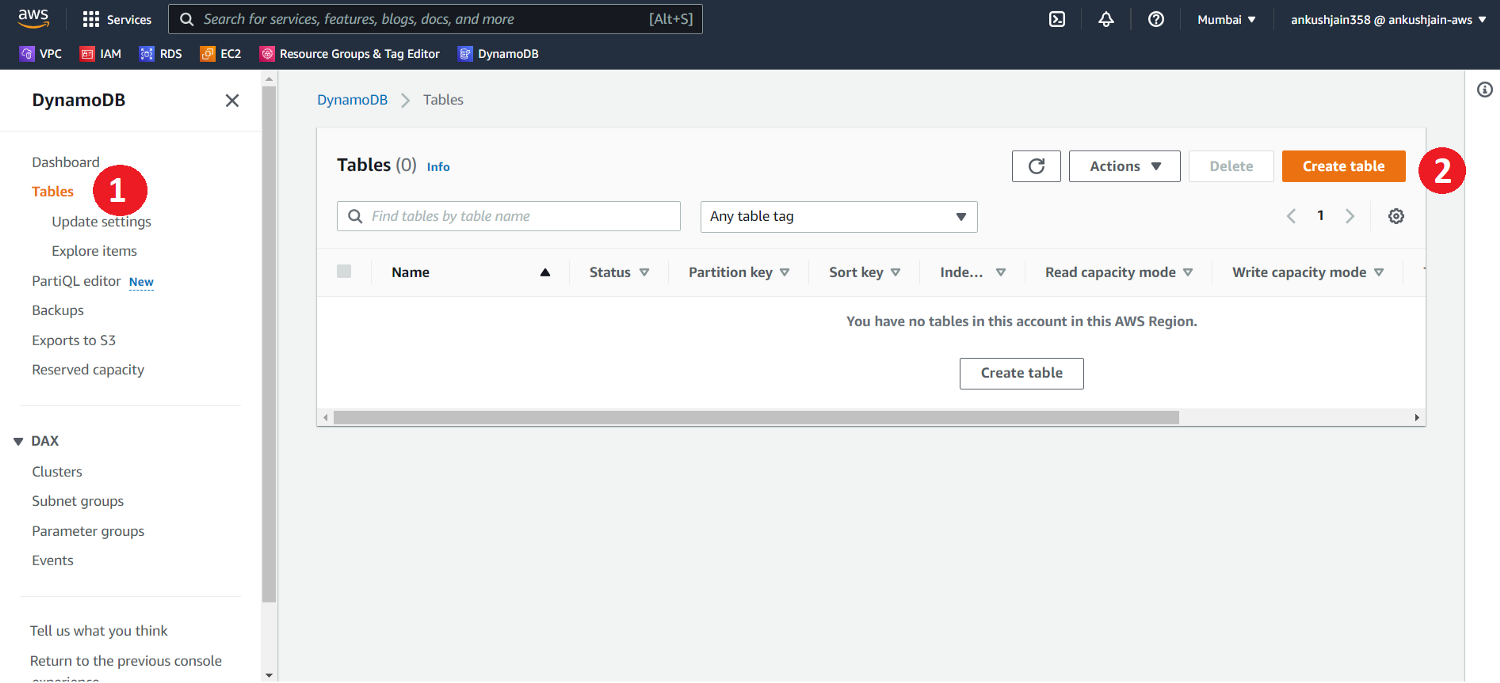 aws
Services
Search for services, features, blogs, docs, and more [Alt+S]
Mumbai ▼
ankushjain358 @ ankushjain-aws ▼
VPC IAM RDS EC2 Resource Groups & Tag Editor DynamoDB
DynamoDB
Dashboard
Tables 1
Update settings
Explore items
PartiQL editor New
Backups
Exports to S3
Reserved capacity
▼ DAX
Clusters
Subnet groups
Parameter groups
Events
Tell us what you think
Return to the previous console
experience
DynamoDB > Tables
Tables (0) Info
Actions ▼ Delete Create table 2
Find tables by table name
Any table tag ▼
< 1 >
Name ▲ Status ▽ Partition key ▽ Sort key ▽ Inde... ▽ Read capacity mode ▽ Write capacity mode ▽
You have no tables in this account in this AWS Region.
Create table